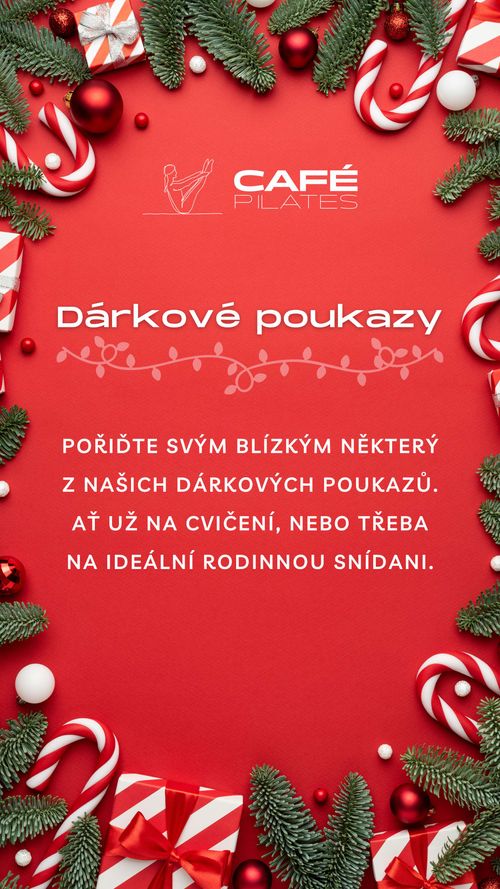 CAFÉ
PILATES
Dárkové poukazy
POŘIĎTE SVÝM BLÍZKÝM NĚKTERÝ
Z NAŠICH DÁRKOVÝCH POUKAZŮ.
AŤ UŽ NA CVIČENÍ, NEBO TŘEBA
NA IDEÁLNÍ RODINNOU SNÍDANI.